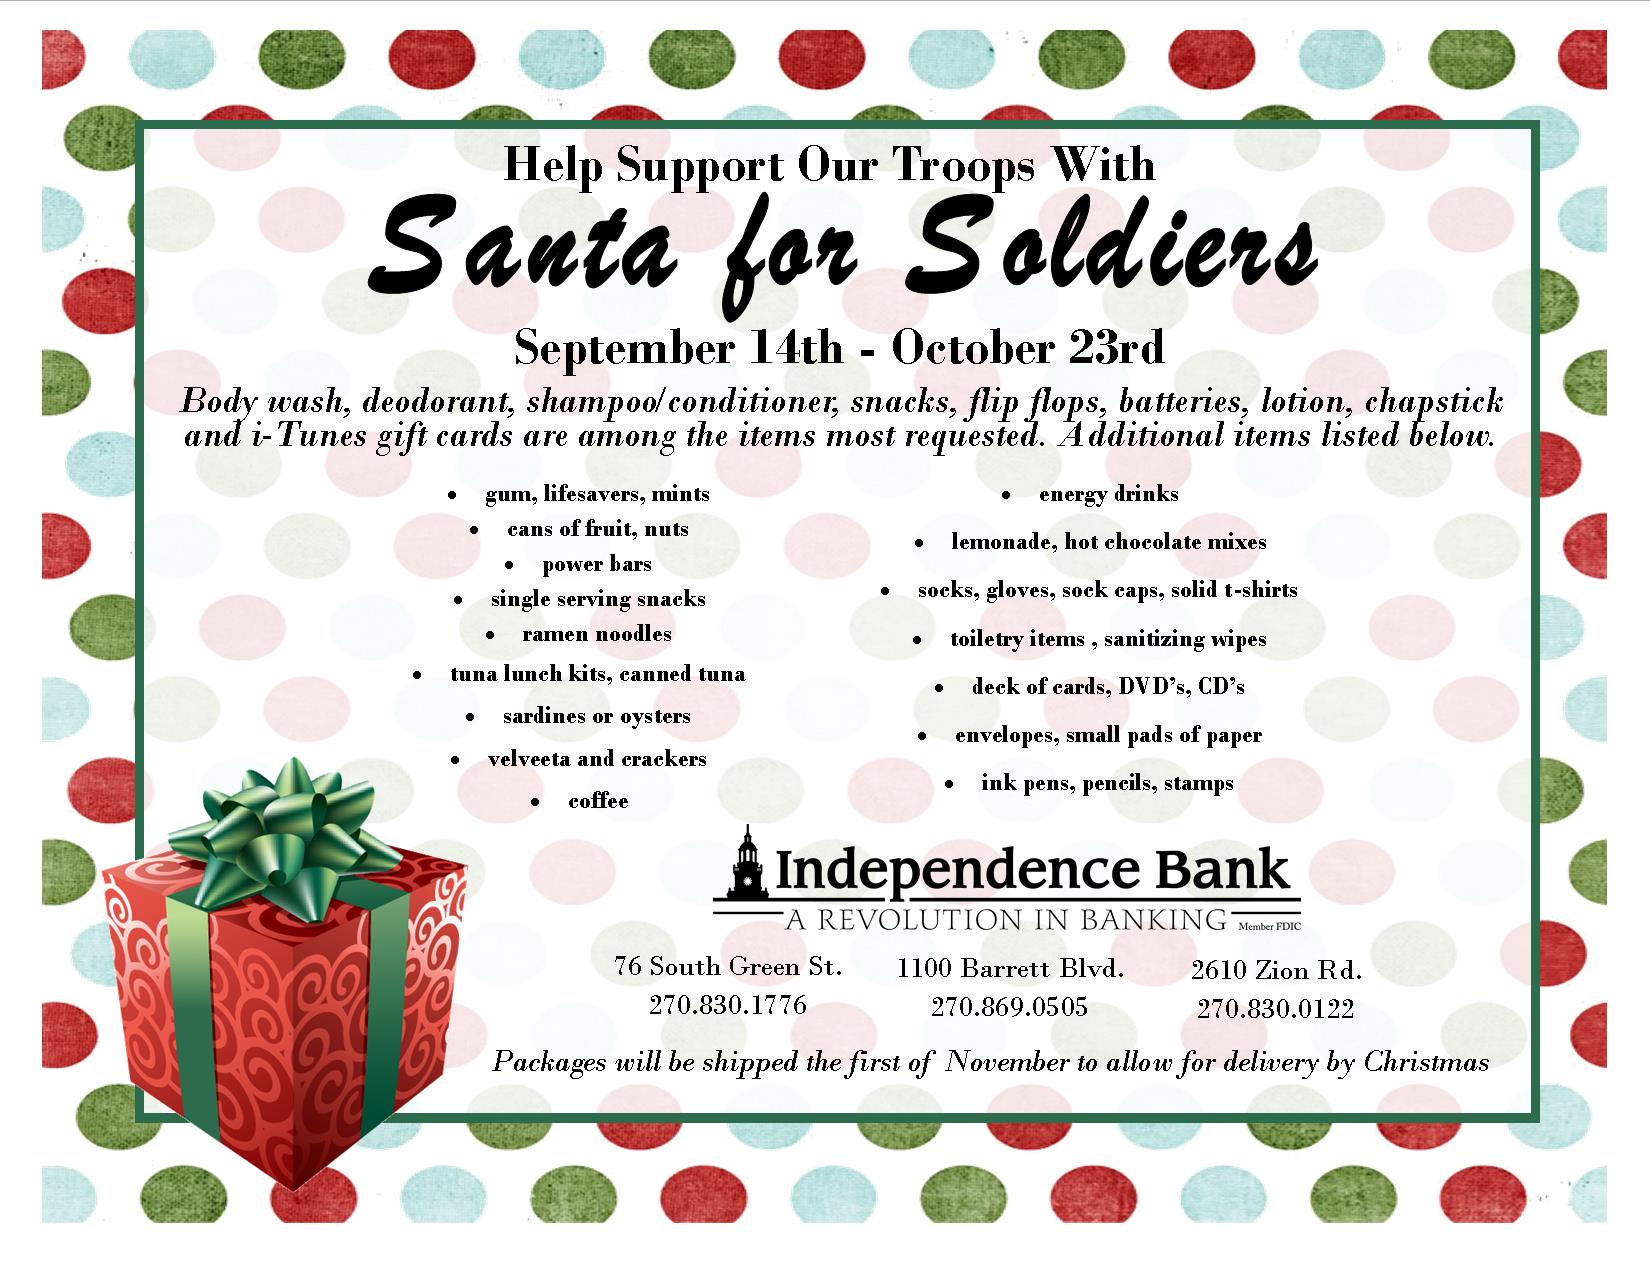 Help Support Our Troops With
Santa for Soldiers
September 14th - October 23rd
Body wash, deodorant, shampoo/conditioner, snacks, flip flops, batteries, lotion, chapstick
and i-Tunes gift cards are among the items most requested. Additional items listed below.
• gum, lifesavers, mints
• cans of fruit, nuts
• power bars
• single serving snacks
• ramen noodles
• tuna lunch kits, canned tuna
• sardines or oysters
• velveeta and crackers
• coffee
• energy drinks
• lemonade, hot chocolate mixes
• socks, gloves, sock caps, solid t-shirts
• toiletry items , sanitizing wipes
• deck of cards, DVD's, CD's
• envelopes, small pads of paper
• ink pens, pencils, stamps
Independence Bank
A REVOLUTION IN BANKING Member FDIC
76 South Green St.
270.830.1776
1100 Barrett Blvd.
270.869.0505
2610 Zion Rd.
270.830.0122
Packages will be shipped the first of November to allow for delivery by Christmas